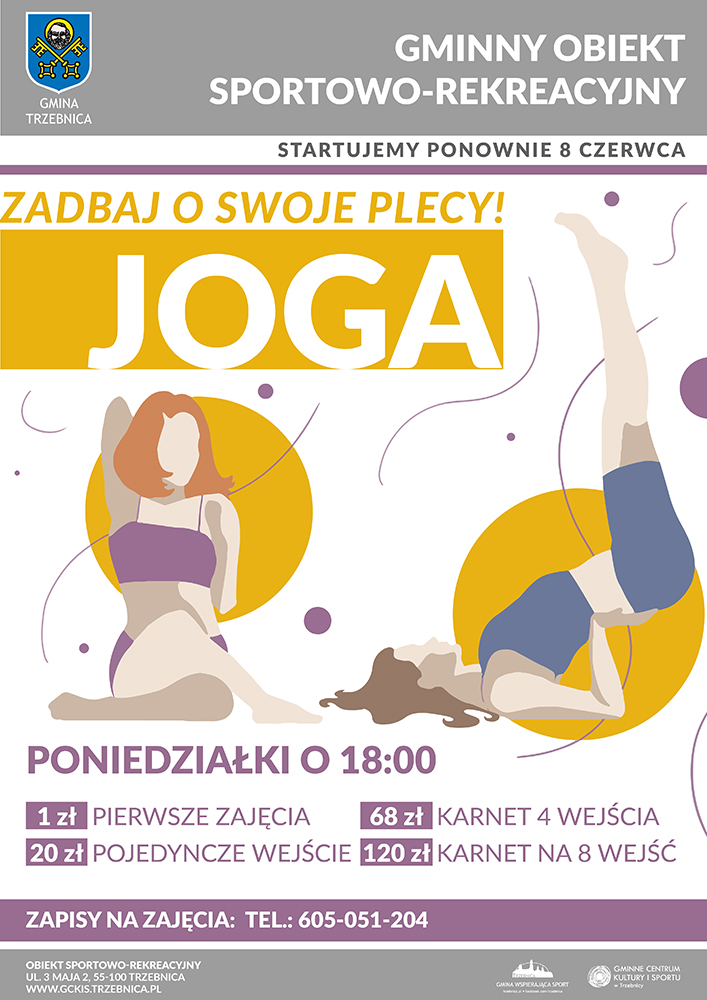 GMINA
TRZEBNICA
GMINNY OBIEKT
SPORTOWO-REKREACYJNY
STARTUJEMY PONOWNIE 8 CZERWCA
ZADBAJ O SWOJE PLECY!
JOGA
PONIEDZIAŁKI O 18:00
1 zł PIERWSZE ZAJĘCIA
68 zł KARNET 4 WEJŚCIA
20 zł POJEDYNCZE WEJŚCIE
120 zł KARNET NA 8 WEJŚĆ
ZAPISY NA ZAJĘCIA: TEL.: 605-051-204
OBIEKT SPORTOWO-REKREACYJNY
UL. 3 MAJA 2, 55-100 TRZEBNICA
WWW.GCKIS.TRZEBNICA.PL
GMINA WSPIERAJĄCA SPORT
GMINNE CENTRUM
KULTURY I SPORTU
w Trzebnicy